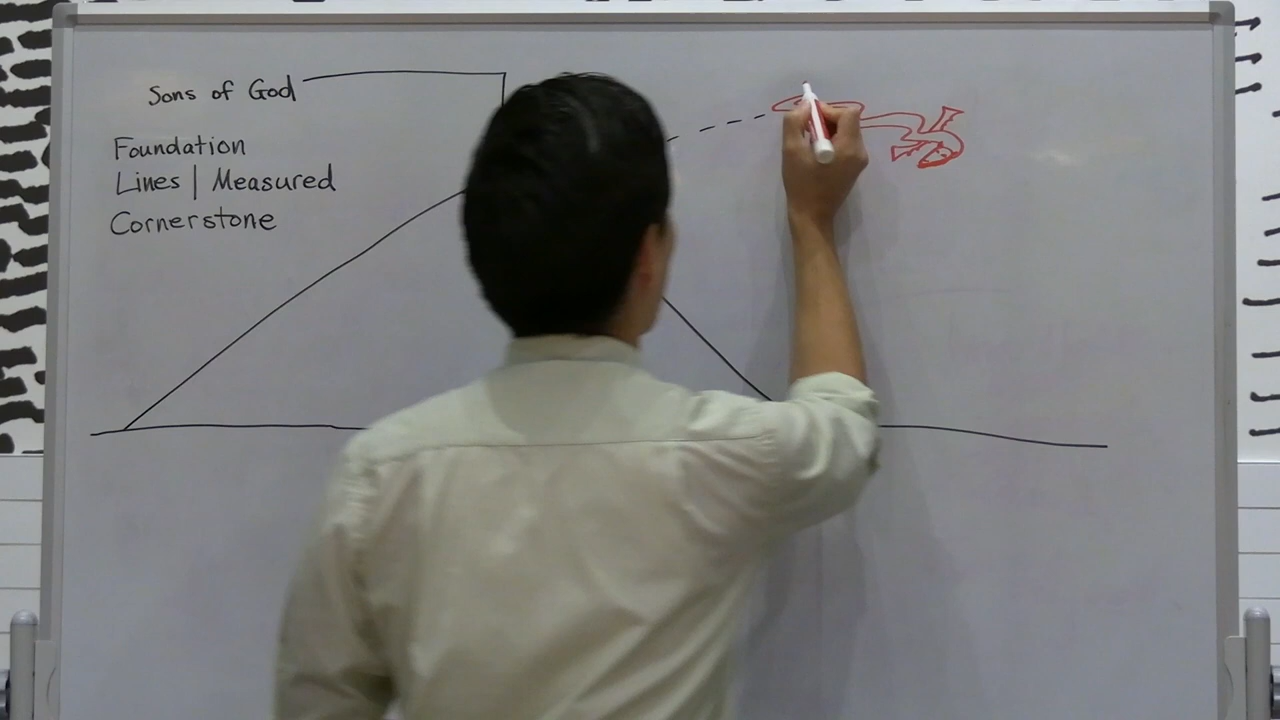 Sons of God
Foundation
Lines | Measured
Cornerstone